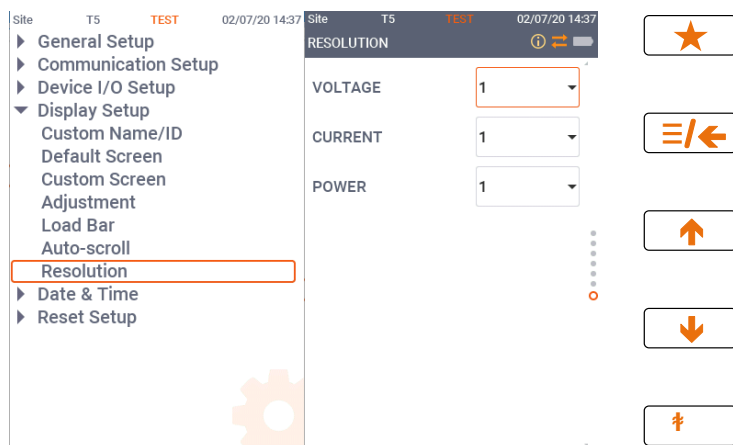 Site T5 TEST 02/07/20 14:37
General Setup
Communication Setup
Device I/O Setup
Display Setup
Custom Name/ID
Default Screen
Custom Screen
Adjustment
Load Bar
Auto-scroll
Resolution
Date & Time
Reset Setup
Site T5 TEST 02/07/20 14:37
RESOLUTION
VOLTAGE 1
CURRENT 1
POWER 1